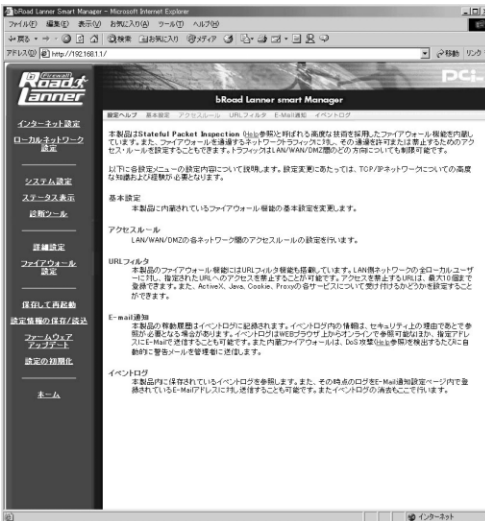 bRoad Lanner Smart Manager - Microsoft Internet Explorer
ファイル(F) 編集(E) 表示(V) お気に入り(A) ツール(T) ヘルプ(H)
戻る 検索 お気に入り メディア
アドレス(D) http://192.168.1.1/ 移動 リンク
Firewall
Road
Lanner
PCi
bRoad Lanner smart Manager
設定ヘルプ 基本設定 アクセスルール URLフィルタ E-Mail通知 イベントログ
インターネット設定
ローカルネットワーク
設定
システム設定
ステータス表示
診断ツール
詳細設定
ファイアウォール
設定
保存して再起動
設定情報の保存/読込
ファームウェア
アップデート
設定の初期化
ホーム
本製品はStateful Packet Inspection (Help参照)と呼ばれる高度な技術を採用したファイアウォール機能を内蔵し
ています。また、ファイアウォールを通過するネットワークトラフィックに対し、その通過を許可または禁止するためのアク
セス・ルールを設定することもできます。トラフィックはLAN/WAN/DMZ間のどの方向についても制限可能です。
以下に各設定メニューの設定内容について説明します。設定変更にあたっては、TCP/IPネットワークについての高度
な知識および経験が必要となります。
基本設定
本製品に内蔵されているファイアウォール機能の基本設定を変更します。
アクセスルール
LAN/WAN/DMZの各ネットワーク間のアクセスルールの設定を行います。
URLフィルタ
本製品のファイアウォール機能にはURLフィルタ機能も搭載しています。LAN側ネットワークの全ローカルユーザ
ーに対し、指定されたURLへのアクセスを禁止することが可能です。アクセスを禁止するURLは、最大10個まで
登録できます。また、ActiveX、Java、Cookie、Proxyの各サービスについて受け付けるかどうかを設定すること
ができます。
E-mail通知
本製品の稼動履歴はイベントログに記録されます。イベントログ内の情報は、セキュリティ上の理由であとで参
照が必要となる場合があります。イベントログはWEBブラウザ上からオンラインで参照可能なほか、指定アドレ
スにE-Mailで送信することも可能です。また内蔵ファイアウォールは、DoS攻撃(Help参照)を検出するたびに自
動的に警告メールを管理者に送信します。
イベントログ
本製品内に保存されているイベントログを参照します。また、その時点のログをE-Mail通知設定ページ内で登
録されているE-Mailアドレスに対し送信することも可能です。またイベントログの消去もここで行います。
インターネット